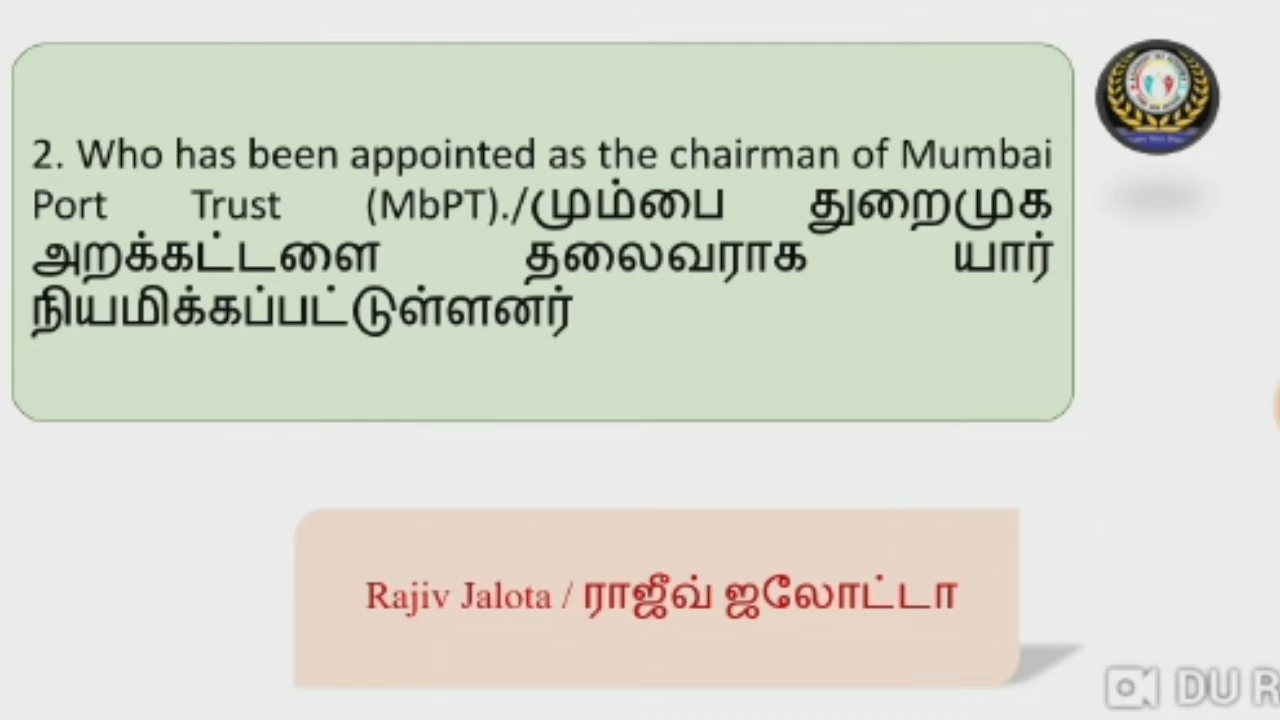 2. Who has been appointed as the chairman of Mumbai
Port Trust (MbPT)./மும்பை துறைமுக
அறக்கட்டளை தலைவராக யார்
நியமிக்கப்பட்டுள்ளனர்
Rajiv Jalota / ராஜீவ் ஜலோட்டா
DU R